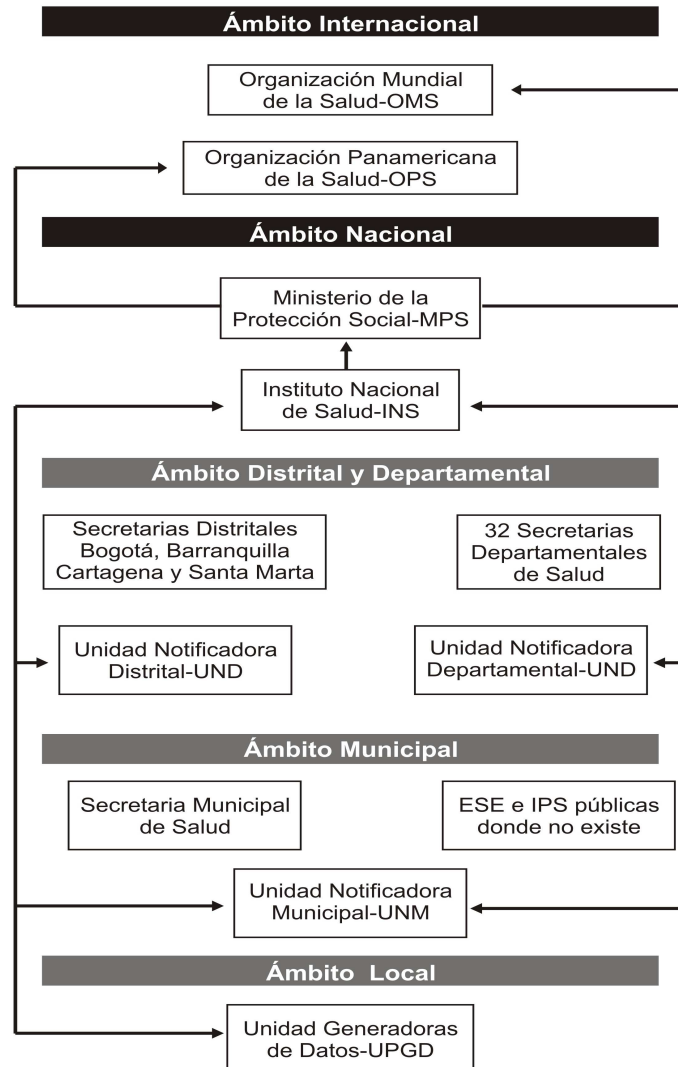 Ámbito Internacional
Organización Mundial
de la Salud-OMS
Organización Panamericana
de la Salud-OPS
Ámbito Nacional
Ministerio de la
Protección Social-MPS
Instituto Nacional
de Salud-INS
Ámbito Distrital y Departamental
Secretarias Distritales
Bogotá, Barranquilla
Cartagena y Santa Marta
32 Secretarias
Departamentales
de Salud
Unidad Notificadora
Distrital-UND
Unidad Notificadora
Departamental-UND
Ámbito Municipal
Secretaria Municipal
de Salud
ESE e IPS públicas
donde no existe
Unidad Notificadora
Municipal-UNM
Ámbito Local
Unidad Generadoras
de Datos-UPGD